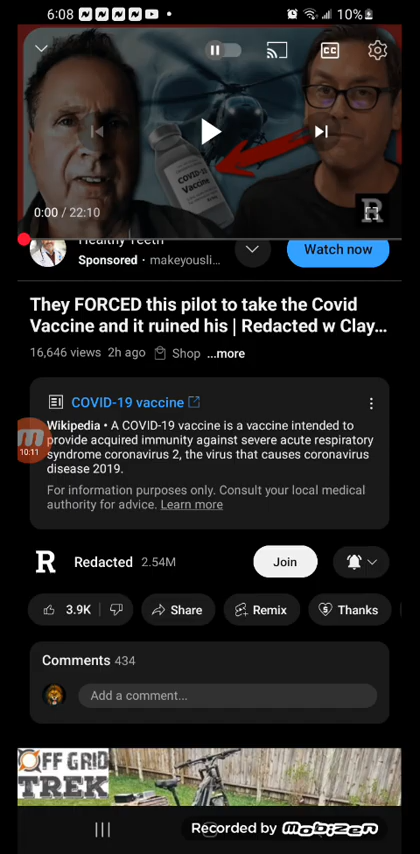 6:08
10%
CC
COVID-19
Vaccine
0:00 / 22:10
R
Healthy Teeth
Sponsored • makeyousli...
Watch now
They FORCED this pilot to take the Covid
Vaccine and it ruined his | Redacted w Clay...
16,646 views 2h ago Shop ...more
COVID-19 vaccine
Wikipedia • A COVID-19 vaccine is a vaccine intended to
provide acquired immunity against severe acute respiratory
syndrome coronavirus 2, the virus that causes coronavirus
disease 2019.
10:11
For information purposes only. Consult your local medical
authority for advice. Learn more
R
Redacted 2.54M
Join
3.9K
Share
Remix
Thanks
Comments 434
Add a comment...
OFF GRID
TREK
Recorded by mobizen